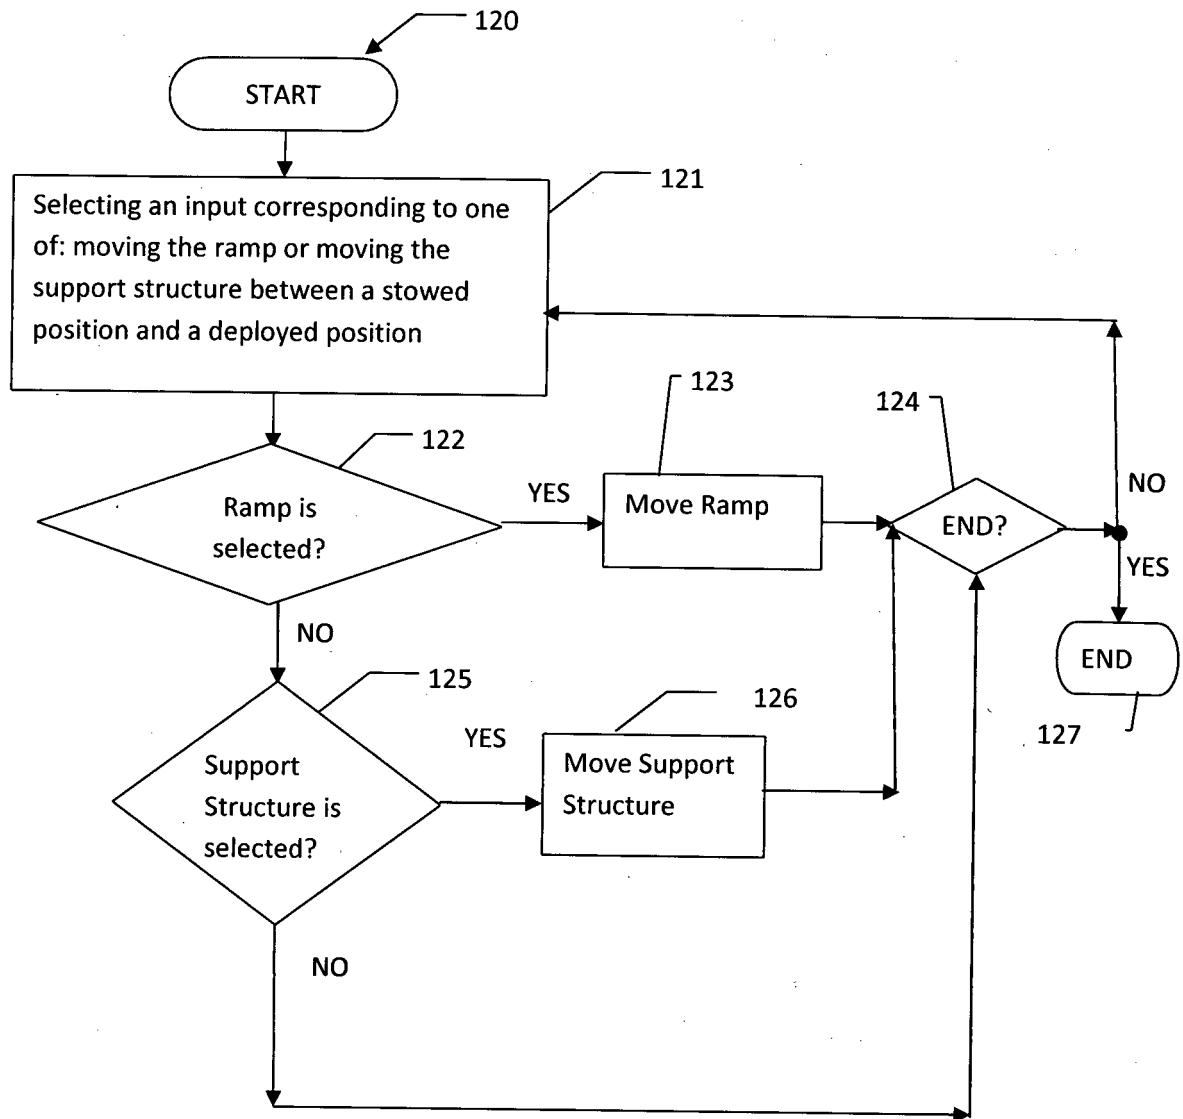 120
START
121
Selecting an input corresponding to one
of: moving the ramp or moving the
support structure between a stowed
position and a deployed position
123
124
122
YES
NO
Ramp is
selected?
Move Ramp
END?
YES
NO
END
125
126
127
YES
Support
Structure is
selected?
Move Support
Structure
NO